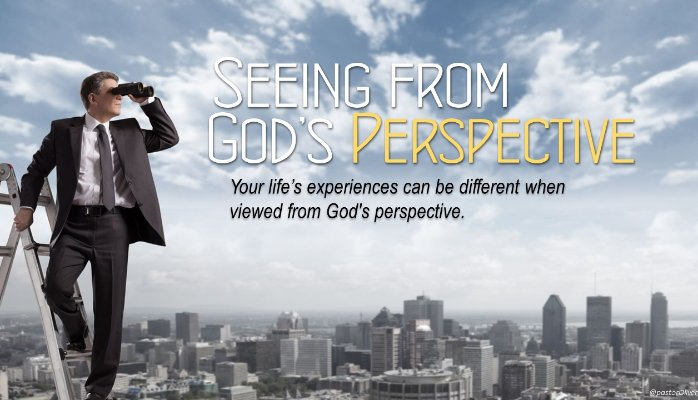 SEEING FROM
GOD'S PERSPECTIVE
Your life's experiences can be different when
viewed from God's perspective.